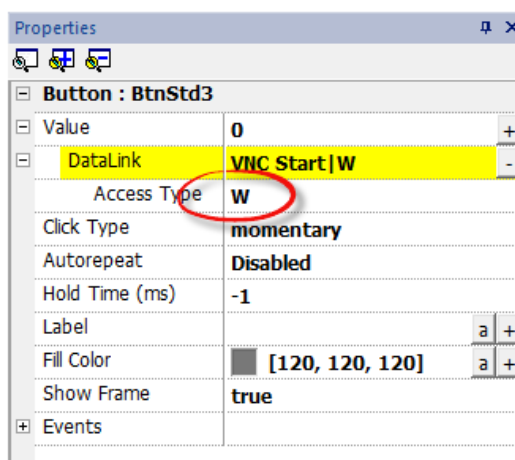 Properties
Button : BtnStd3
Value 0 +
DataLink VNC Start|W -
Access Type W
Click Type momentary
Autorepeat Disabled
Hold Time (ms) -1
Label a +
Fill Color [120, 120, 120] a +
Show Frame true
Events